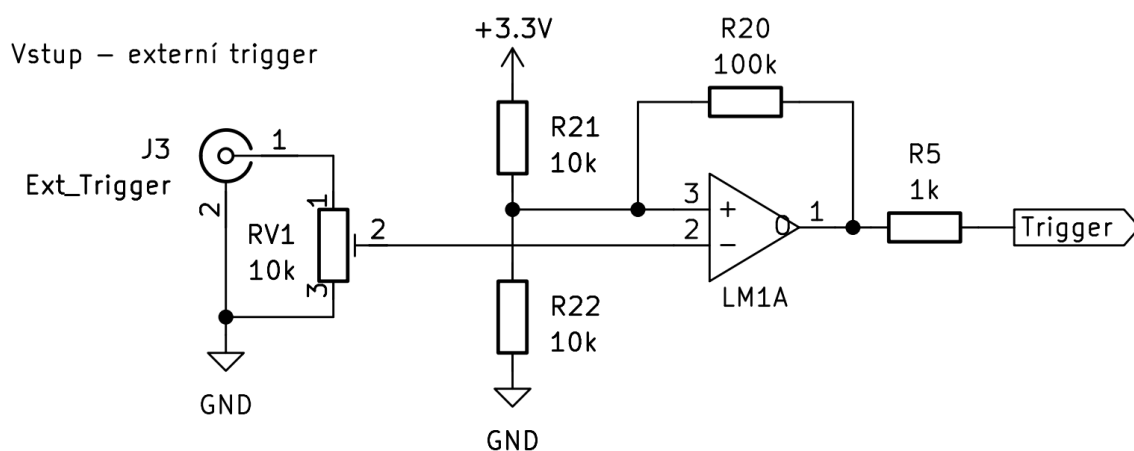 Vstup – externí trigger
J3
Ext_Trigger
1
2
RV1
10k
1
2
3
+3.3V
R21
10k
R22
10k
GND
GND
R20
100k
3
+
2
−
O
1
LM1A
R5
1k
Trigger